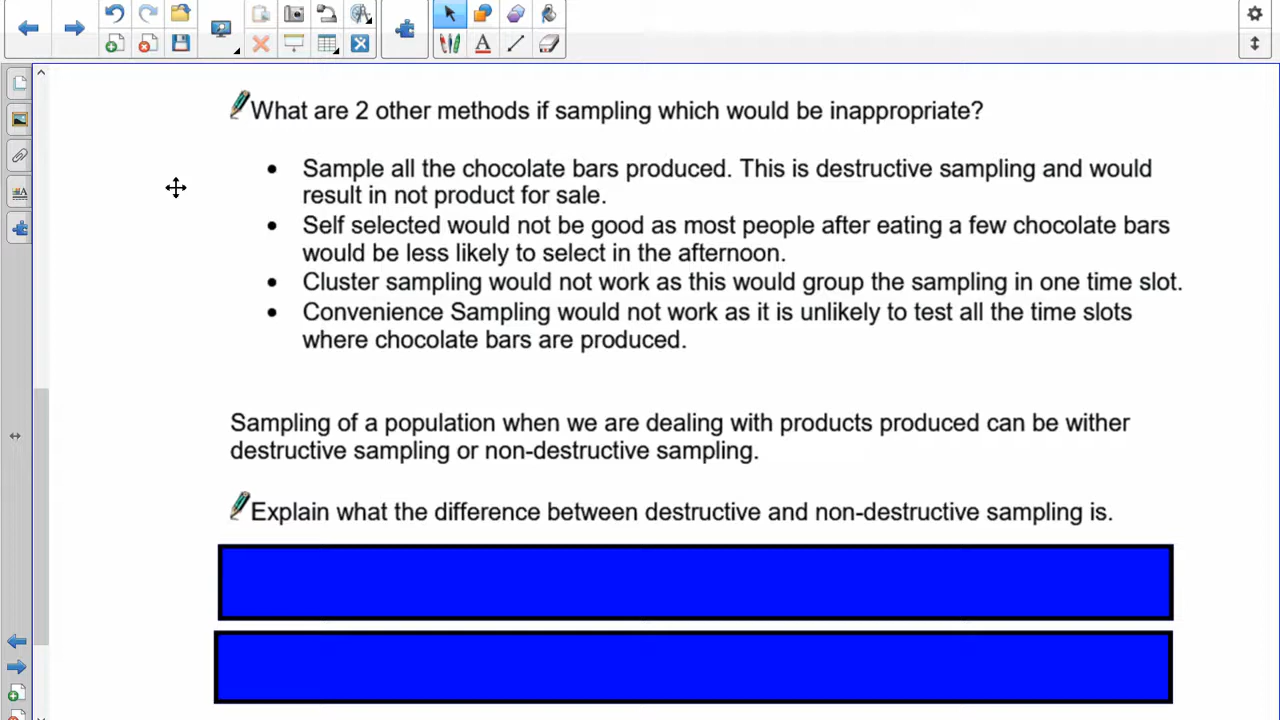 What are 2 other methods if sampling which would be inappropriate?
• Sample all the chocolate bars produced. This is destructive sampling and would
result in not product for sale.
• Self selected would not be good as most people after eating a few chocolate bars
would be less likely to select in the afternoon.
• Cluster sampling would not work as this would group the sampling in one time slot.
• Convenience Sampling would not work as it is unlikely to test all the time slots
where chocolate bars are produced.
Sampling of a population when we are dealing with products produced can be wither
destructive sampling or non-destructive sampling.
Explain what the difference between destructive and non-destructive sampling is.